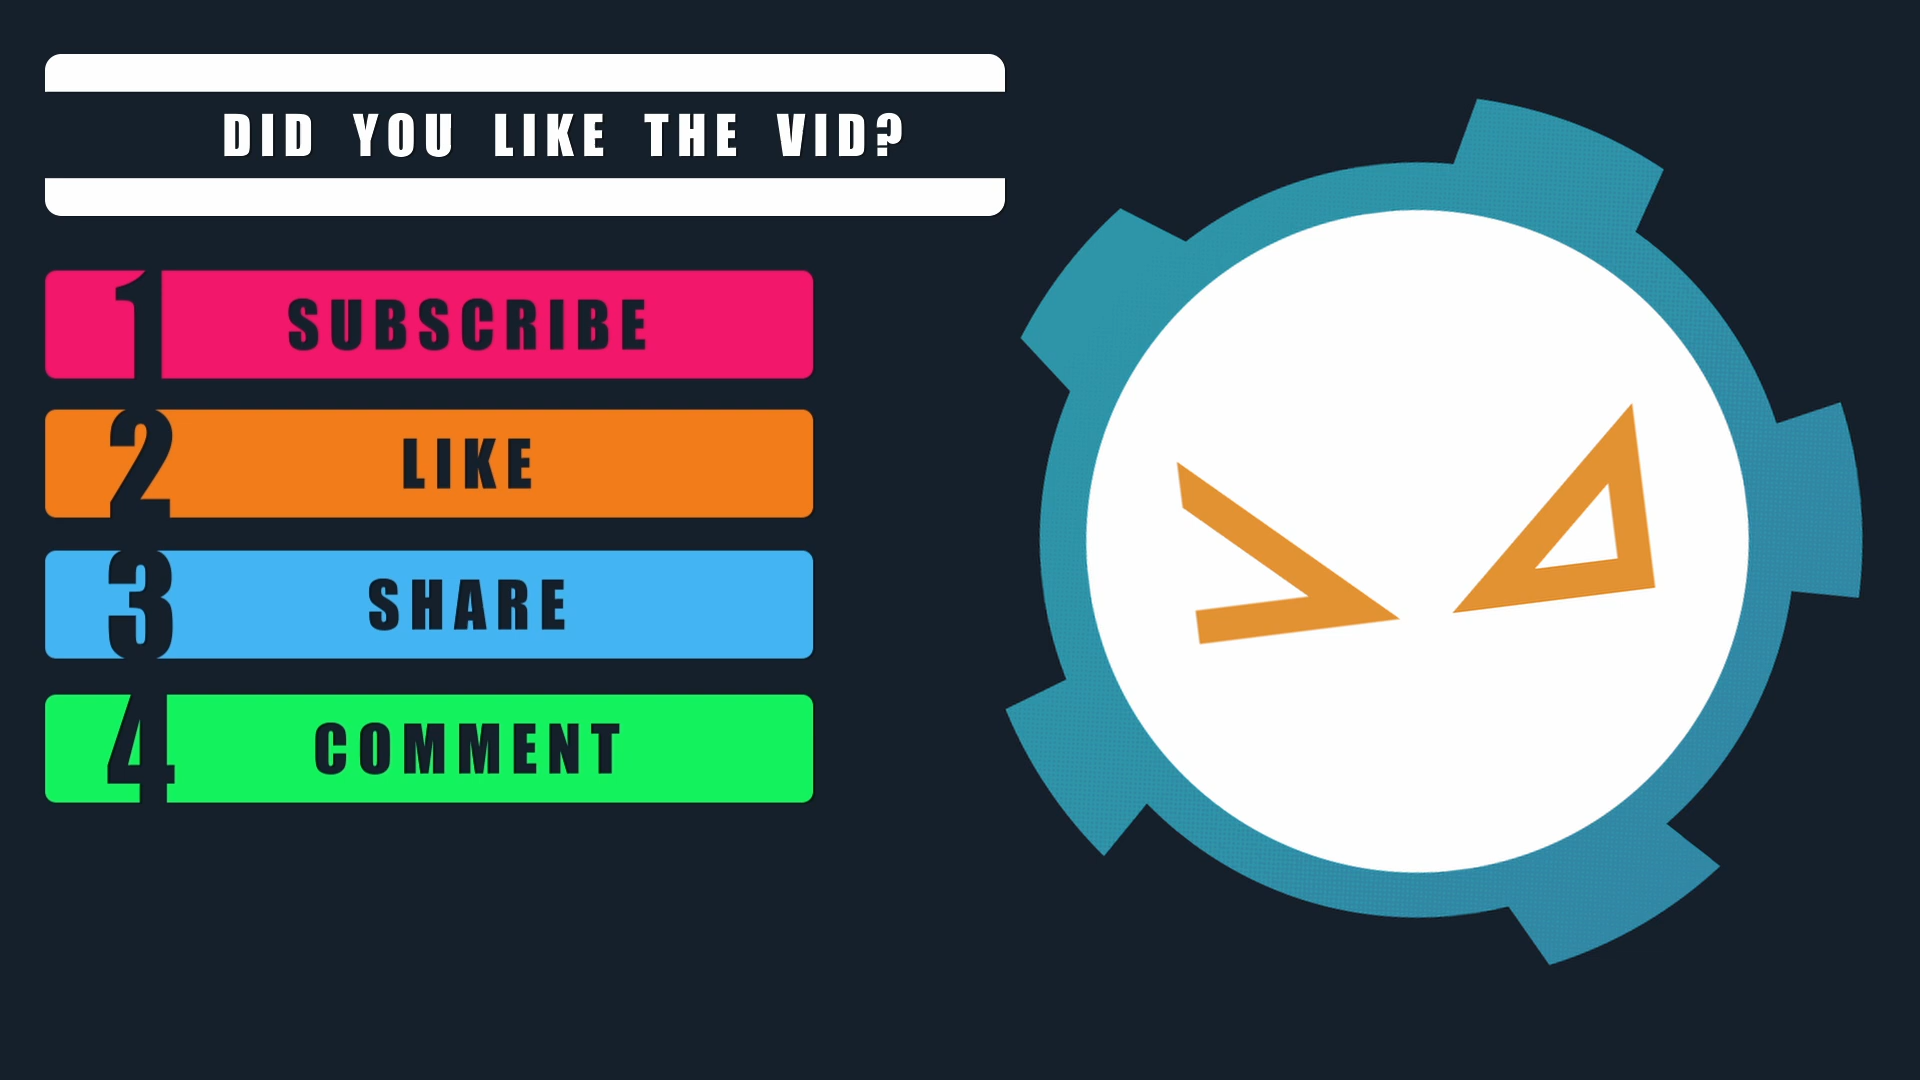 DID YOU LIKE THE VID?
1 SUBSCRIBE
2 LIKE
3 SHARE
4 COMMENT